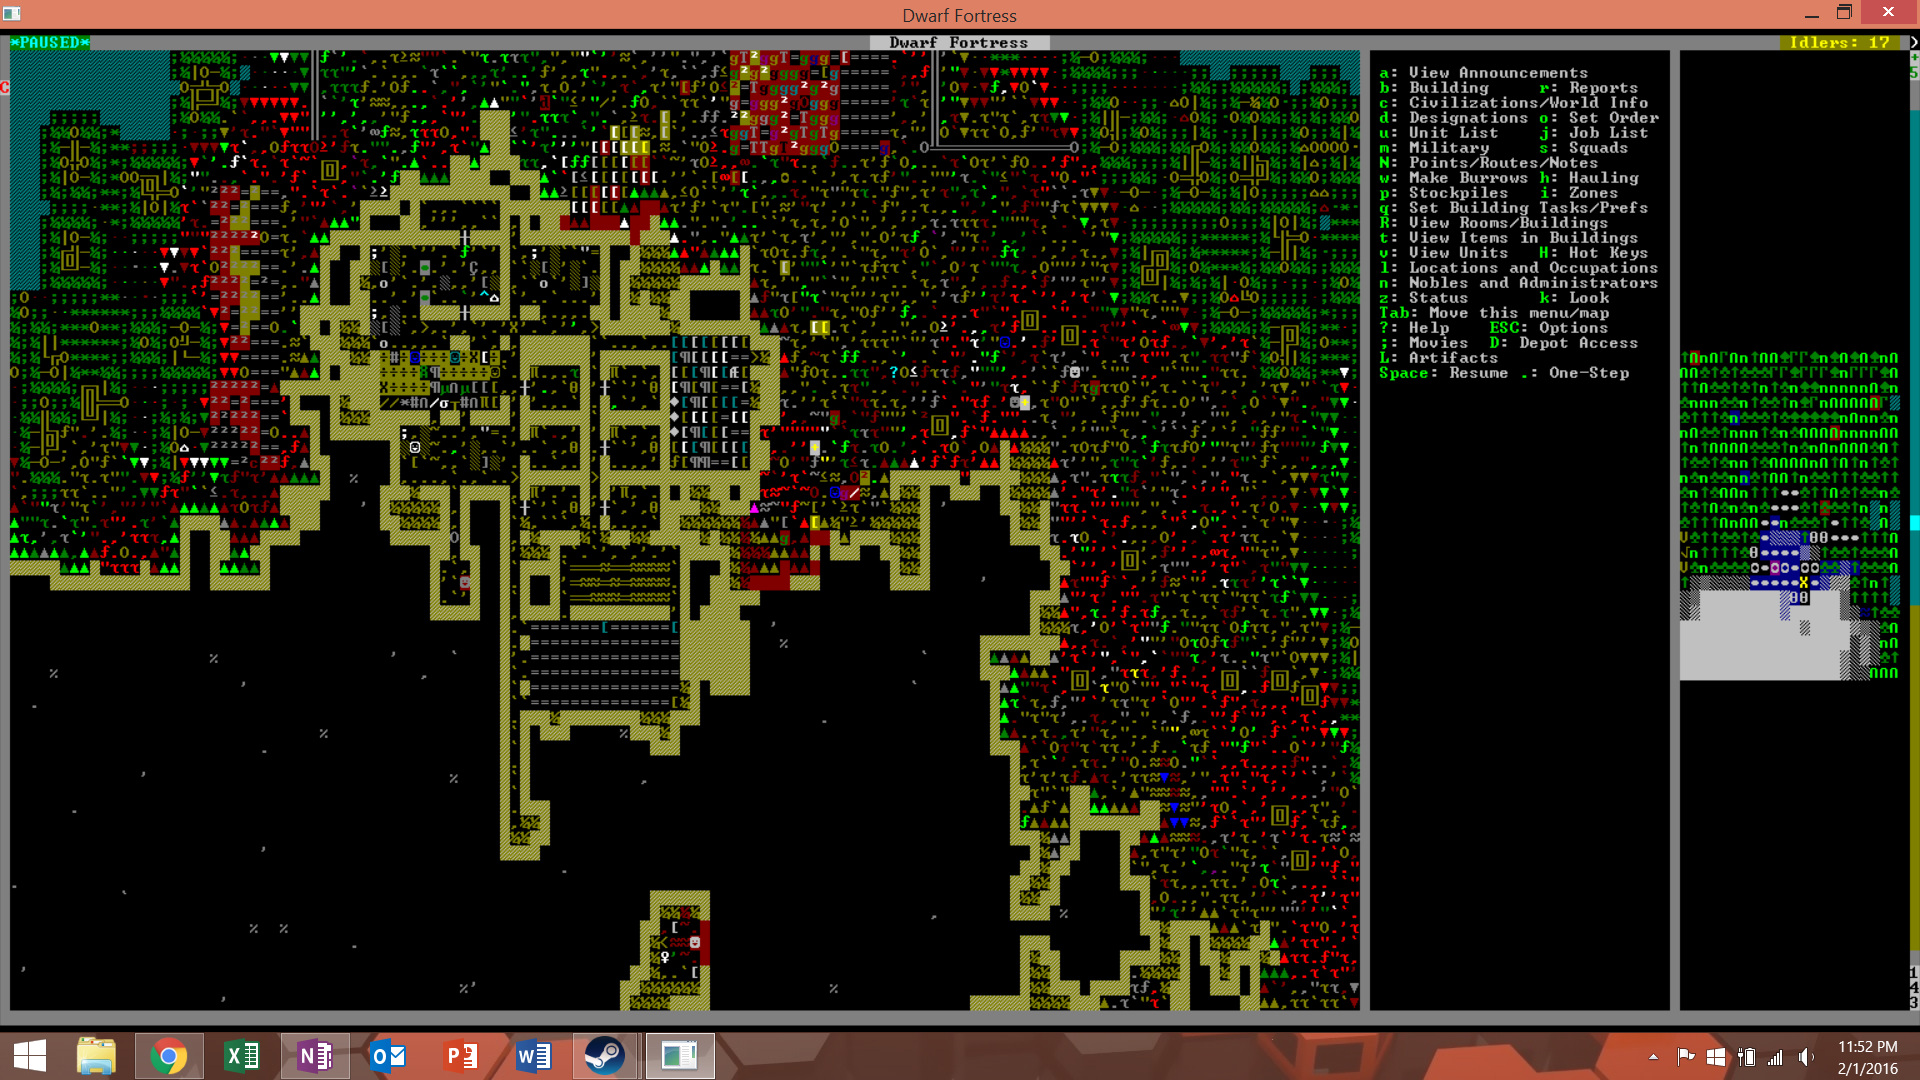 Dwarf Fortress
*PAUSED*
Dwarf Fortress
Idlers: 17
a: View Announcements
b: Building r: Reports
c: Civilizations/World Info
d: Designations o: Set Order
u: Unit List j: Job List
m: Military s: Squads
N: Points/Routes/Notes
w: Make Burrows h: Hauling
p: Stockpiles i: Zones
q: Set Building Tasks/Prefs
R: View Rooms/Buildings
t: View Items in Buildings
v: View Units H: Hot Keys
l: Locations and Occupations
n: Nobles and Administrators
z: Status k: Look
Tab: Move this menu/map
?: Help ESC: Options
;: Movies D: Depot Access
L: Artifacts
Space: Resume .: One-Step
11:52 PM
2/1/2016